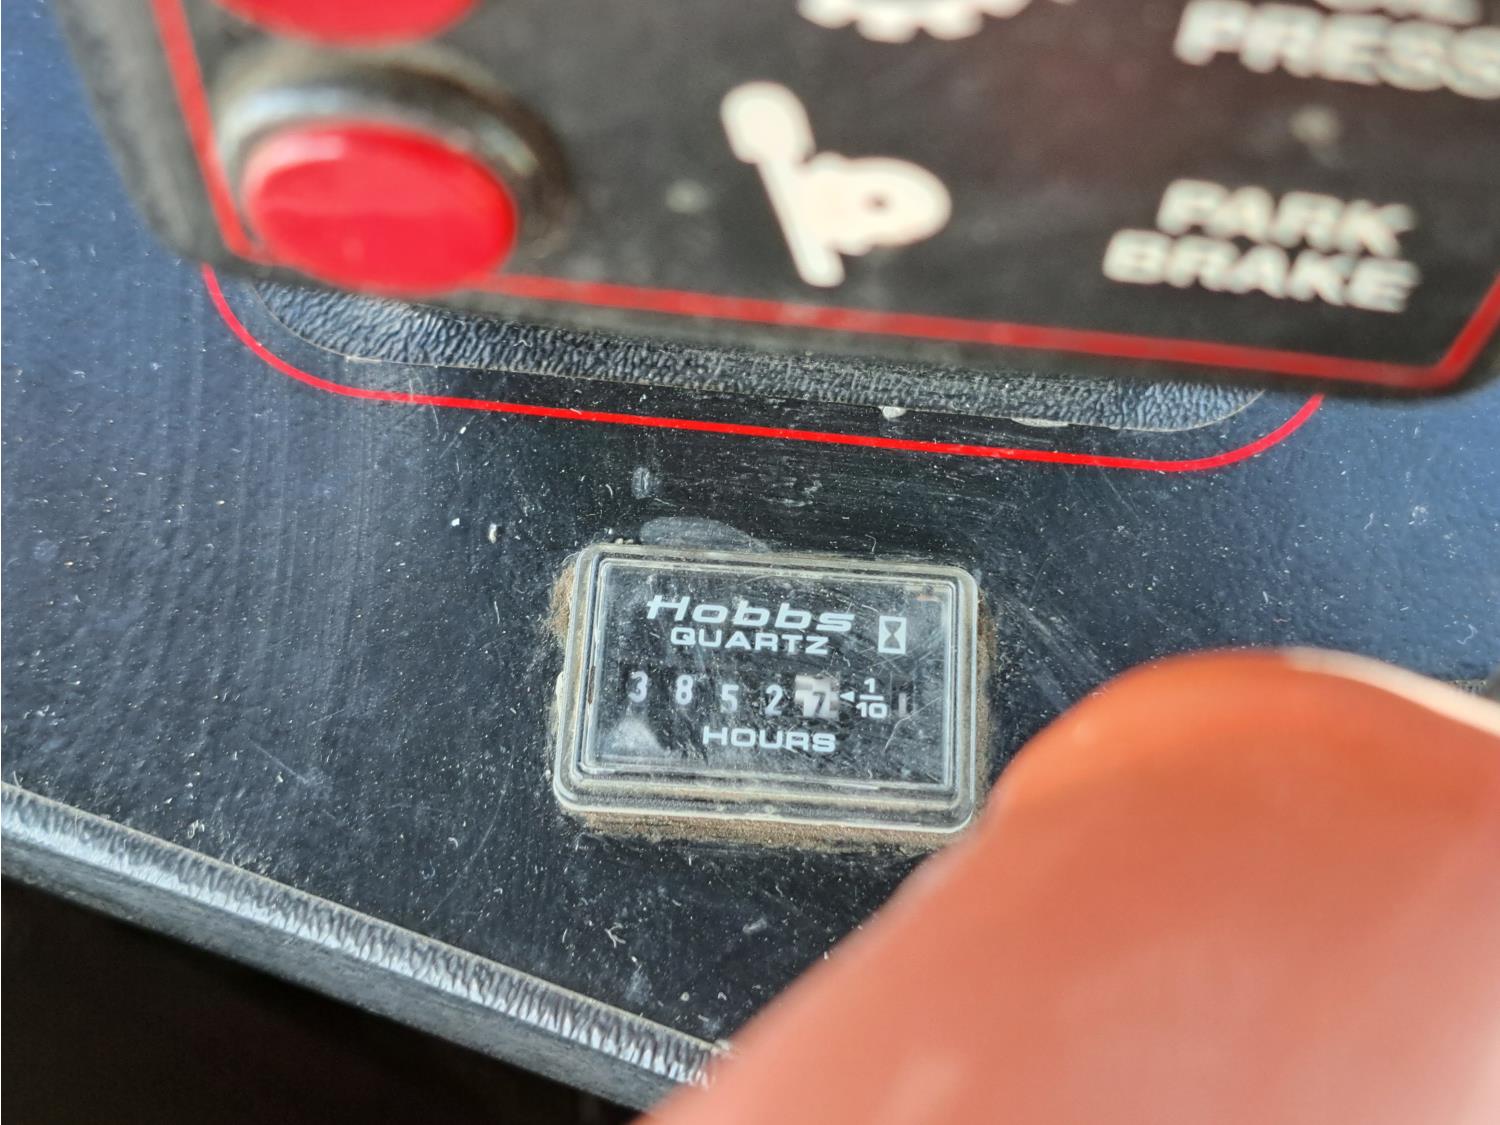 PRESS
PARK
BRAKE
Hobbs
QUARTZ
3 8 5 2 7 1/10
HOURS